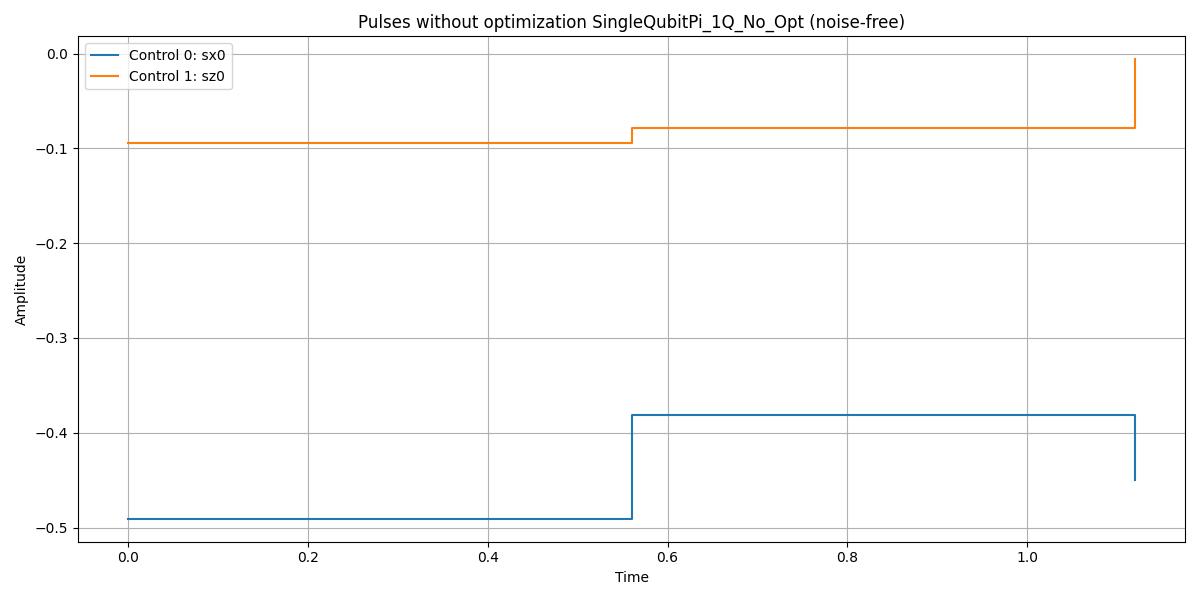 Pulses without optimization SingleQubitPi_1Q_No_Opt (noise-free)
Control 0: sx0
Control 1: sz0
Amplitude
0.0
−0.1
−0.2
−0.3
−0.4
−0.5
0.0 0.2 0.4 0.6 0.8 1.0
Time